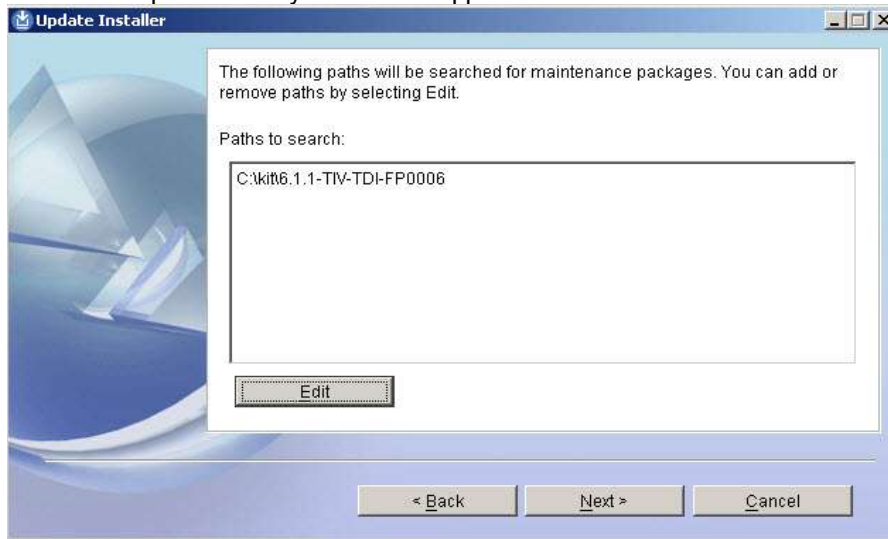 Update Installer
The following paths will be searched for maintenance packages. You can add or
remove paths by selecting Edit.
Paths to search:
C:\kit\6.1.1-TIV-TDI-FP0006
Edit
< Back
Next >
Cancel